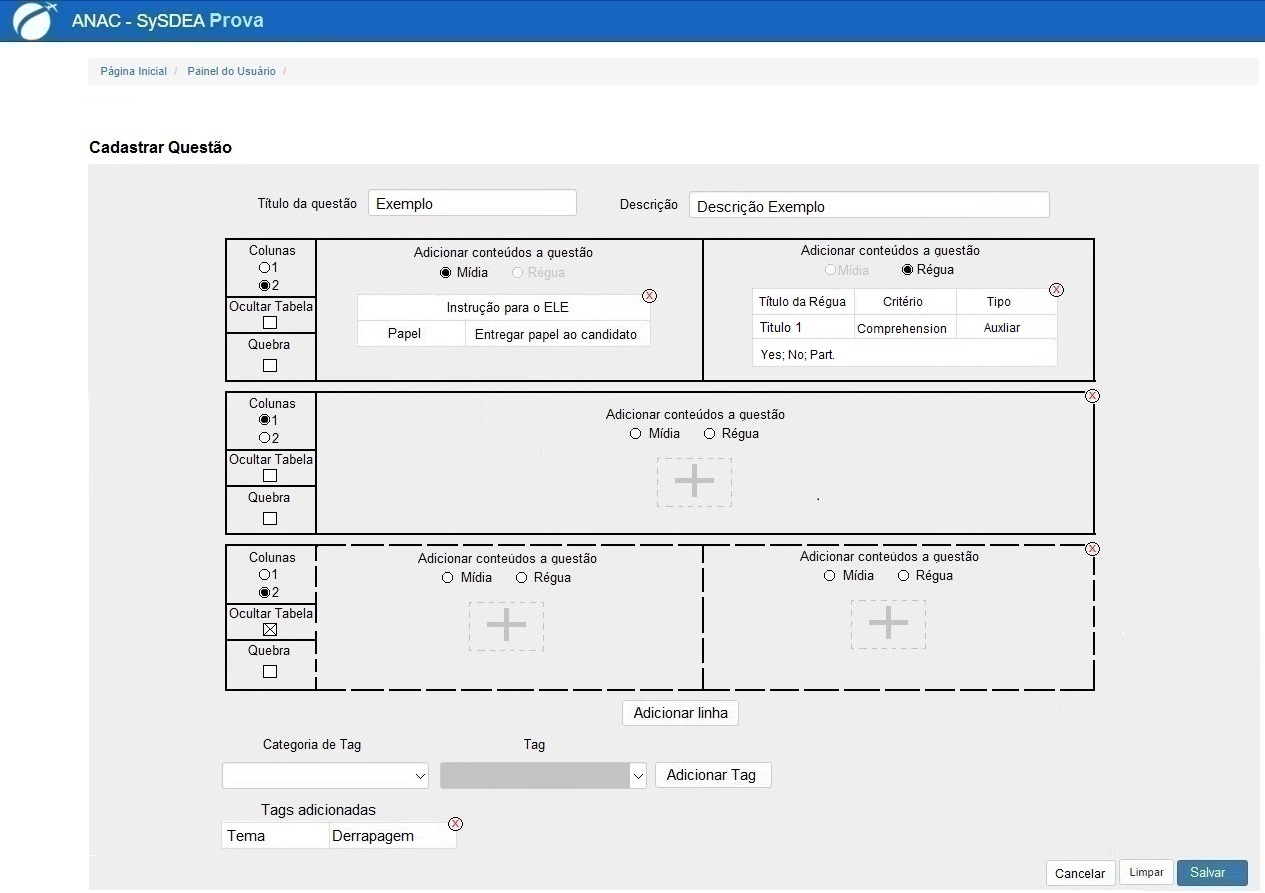 ANAC - SySDEA Prova
Página Inicial / Painel do Usuário /
Cadastrar Questão
Título da questão Exemplo Descrição Descrição Exemplo
Colunas
1
2
Ocultar Tabela
Quebra
Adicionar conteúdos a questão
Mídia Régua
X
Instrução para o ELE
Papel Entregar papel ao candidato
Adicionar conteúdos a questão
Mídia Régua
X
Título da Régua Critério Tipo
Titulo 1 Comprehension Auxliar
Yes; No; Part.
Colunas
1
2
Ocultar Tabela
Quebra
X
Adicionar conteúdos a questão
Mídia Régua
Colunas
1
2
Ocultar Tabela
Quebra
Adicionar conteúdos a questão
Mídia Régua
X
Adicionar conteúdos a questão
Mídia Régua
Adicionar linha
Categoria de Tag Tag
Adicionar Tag
Tags adicionadas
X
Tema Derrapagem
Cancelar Limpar Salvar